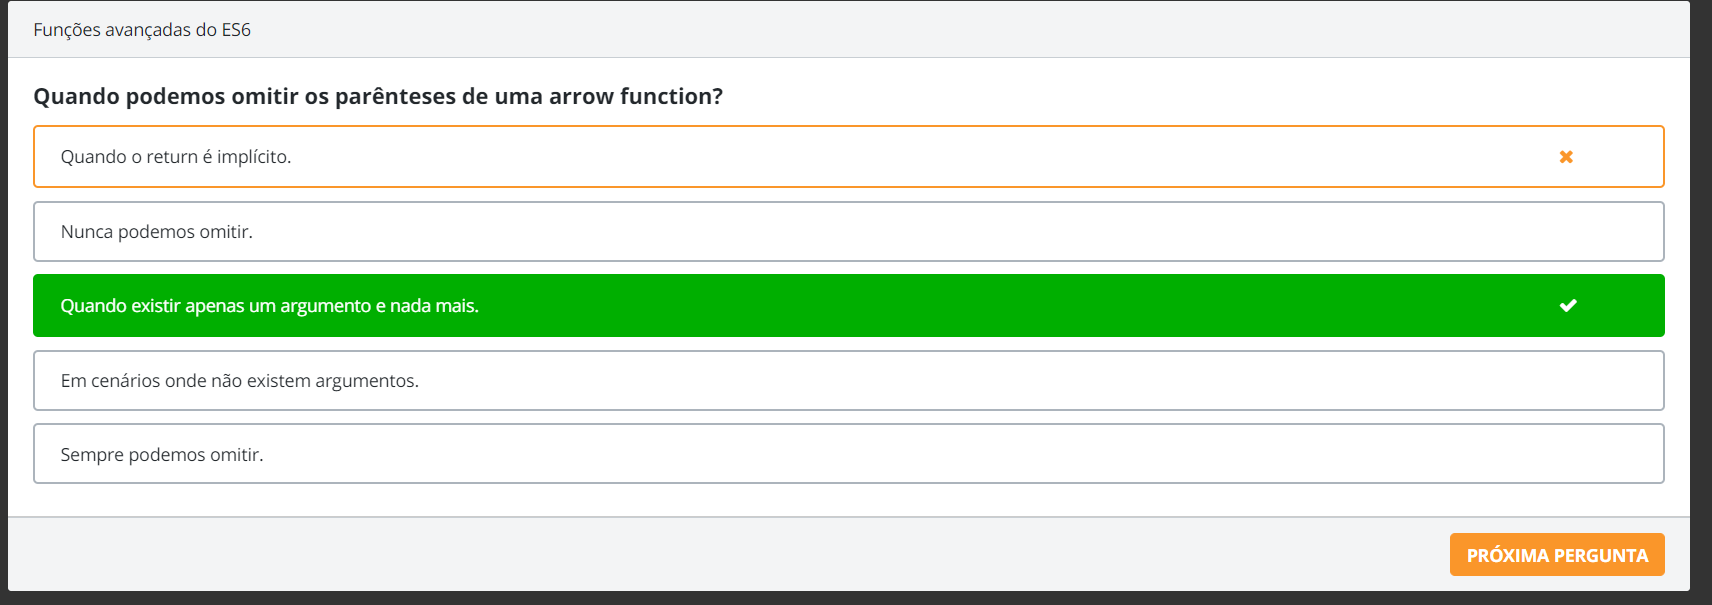 Funções avançadas do ES6
Quando podemos omitir os parênteses de uma arrow function?
Quando o return é implícito.
Nunca podemos omitir.
Quando existir apenas um argumento e nada mais.
Em cenários onde não existem argumentos.
Sempre podemos omitir.
PRÓXIMA PERGUNTA